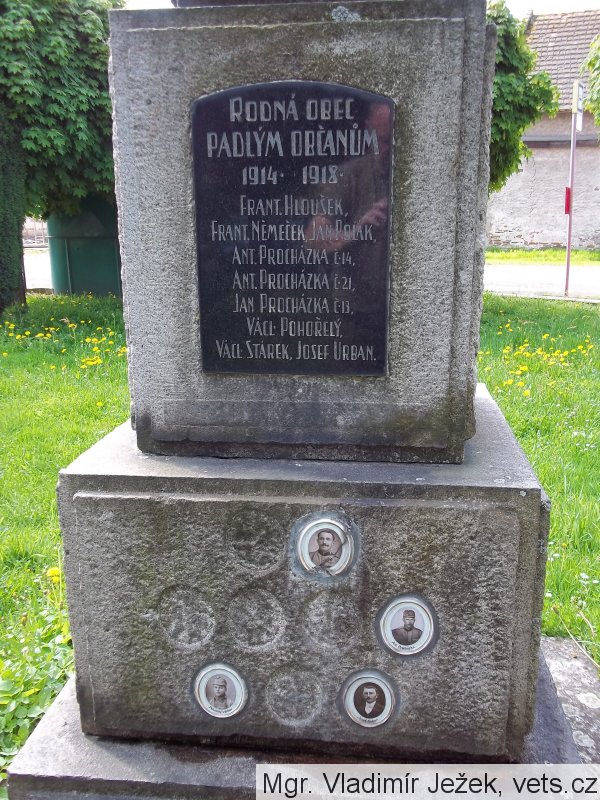 RODNÁ OBEC
PADLÝM OBČANŮM
1914 · 1918 ·
FRANT. HLOUŠEK,
FRANT. NĚMEČEK, JAN POLÁK,
ANT. PROCHÁZKA č·14,
ANT. PROCHÁZKA č·21,
JAN PROCHÁZKA č·13,
VÁCL· POHOŘELÝ,
VÁCL· STÁREK, JOSEF URBAN.
Mgr. Vladimír Ježek, vets.cz